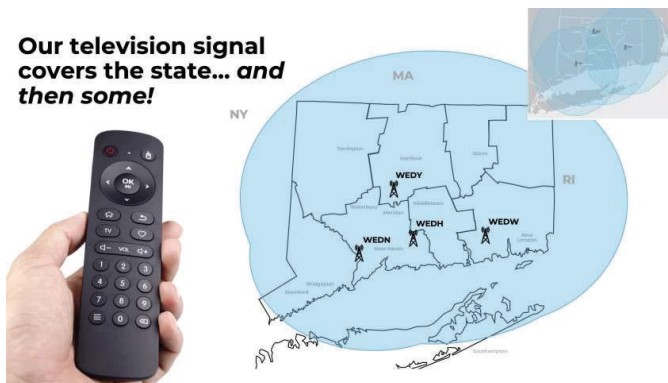 Our television signal
covers the state... and
then some!
MA
NY
RI
Torrington
Hartford
Storrs
WEDY
Waterbury
Meriden
Middletown
WEDN
New Haven
WEDH
WEDW
New
London
Bridgeport
Stamford
Southampton
OK
TV
VOL
1 2 3
4 5 6
7 8 9
0